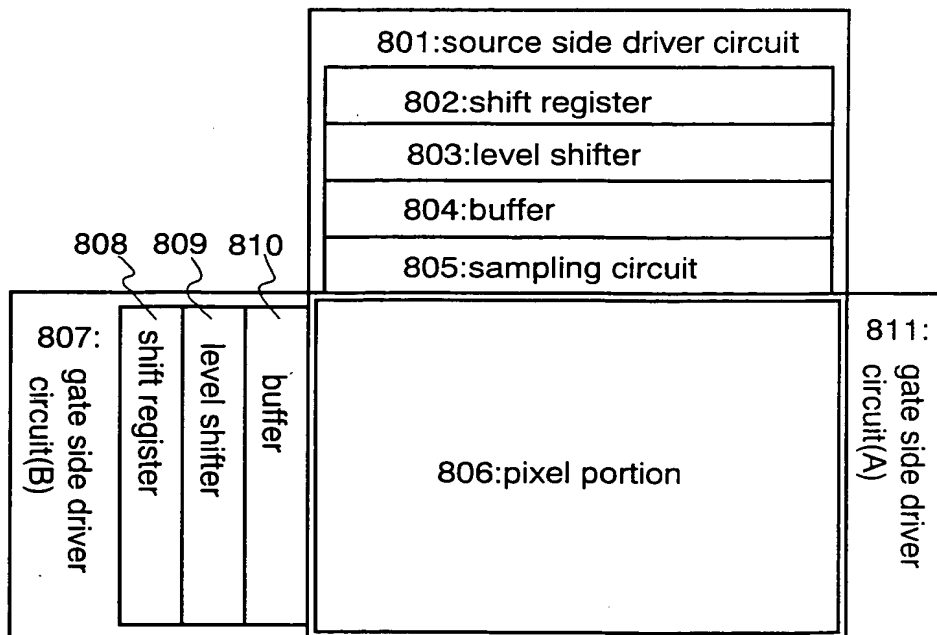 801:source side driver circuit
802:shift register
803:level shifter
804:buffer
805:sampling circuit
808 809 810
807:
gate side driver
circuit(B)
shift register
level shifter
buffer
806:pixel portion
811:
gate side driver
circuit(A)